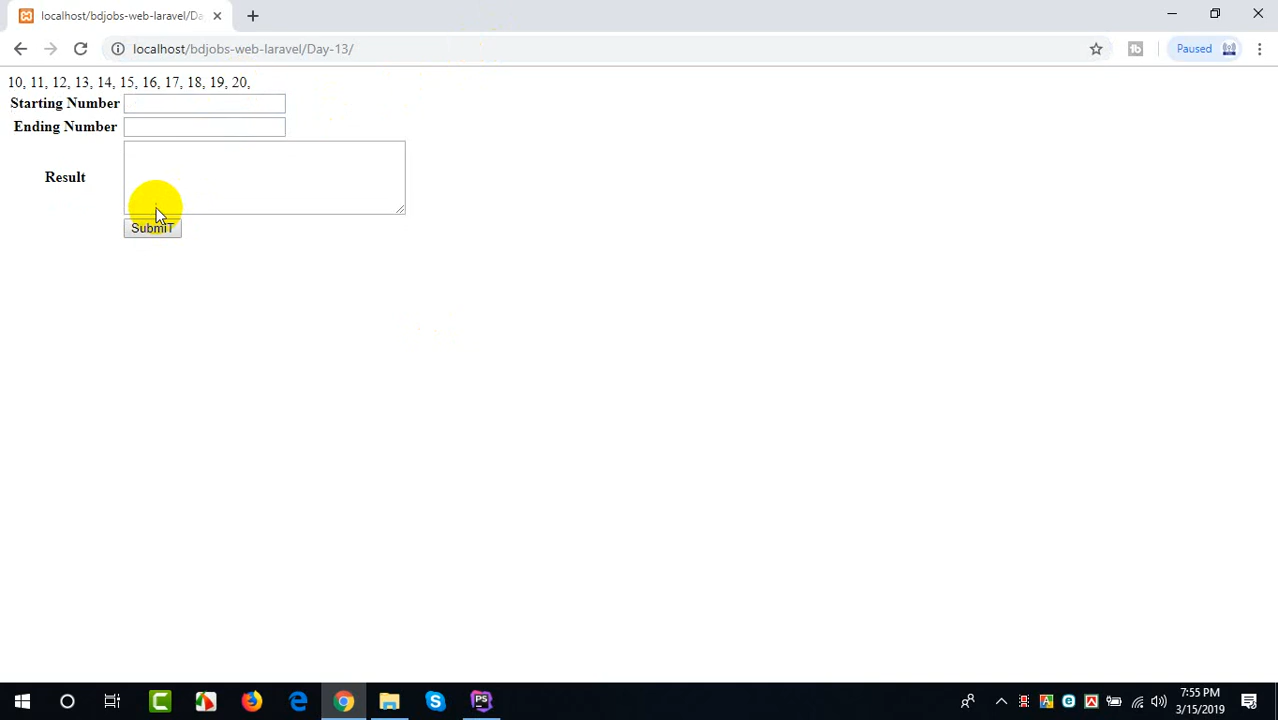 localhost/bdjobs-web-laravel/Da
localhost/bdjobs-web-laravel/Day-13/
Paused
10, 11, 12, 13, 14, 15, 16, 17, 18, 19, 20,
Starting Number
Ending Number
Result
SubmiT
7:55 PM
3/15/2019